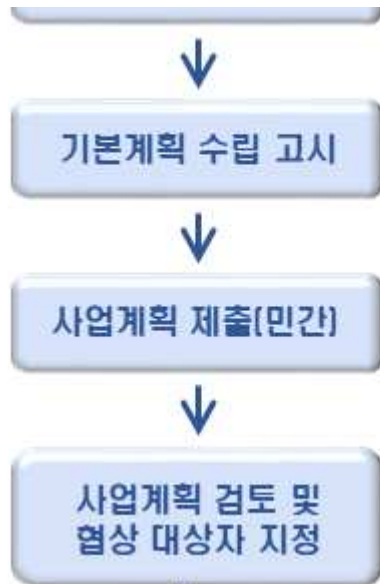 기본계획 수립 고시
사업계획 제출(민간)
사업계획 검토 및
협상 대상자 지정